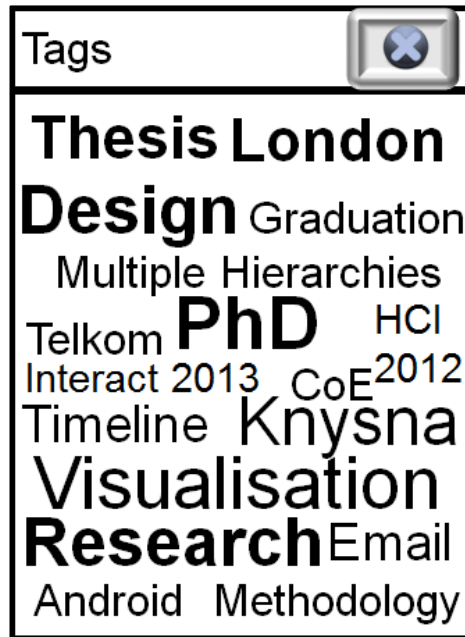 Tags
Thesis London
Design Graduation
Multiple Hierarchies
Telkom PhD HCI
Interact 2013 CoE 2012
Timeline Knysna
Visualisation
Research Email
Android Methodology